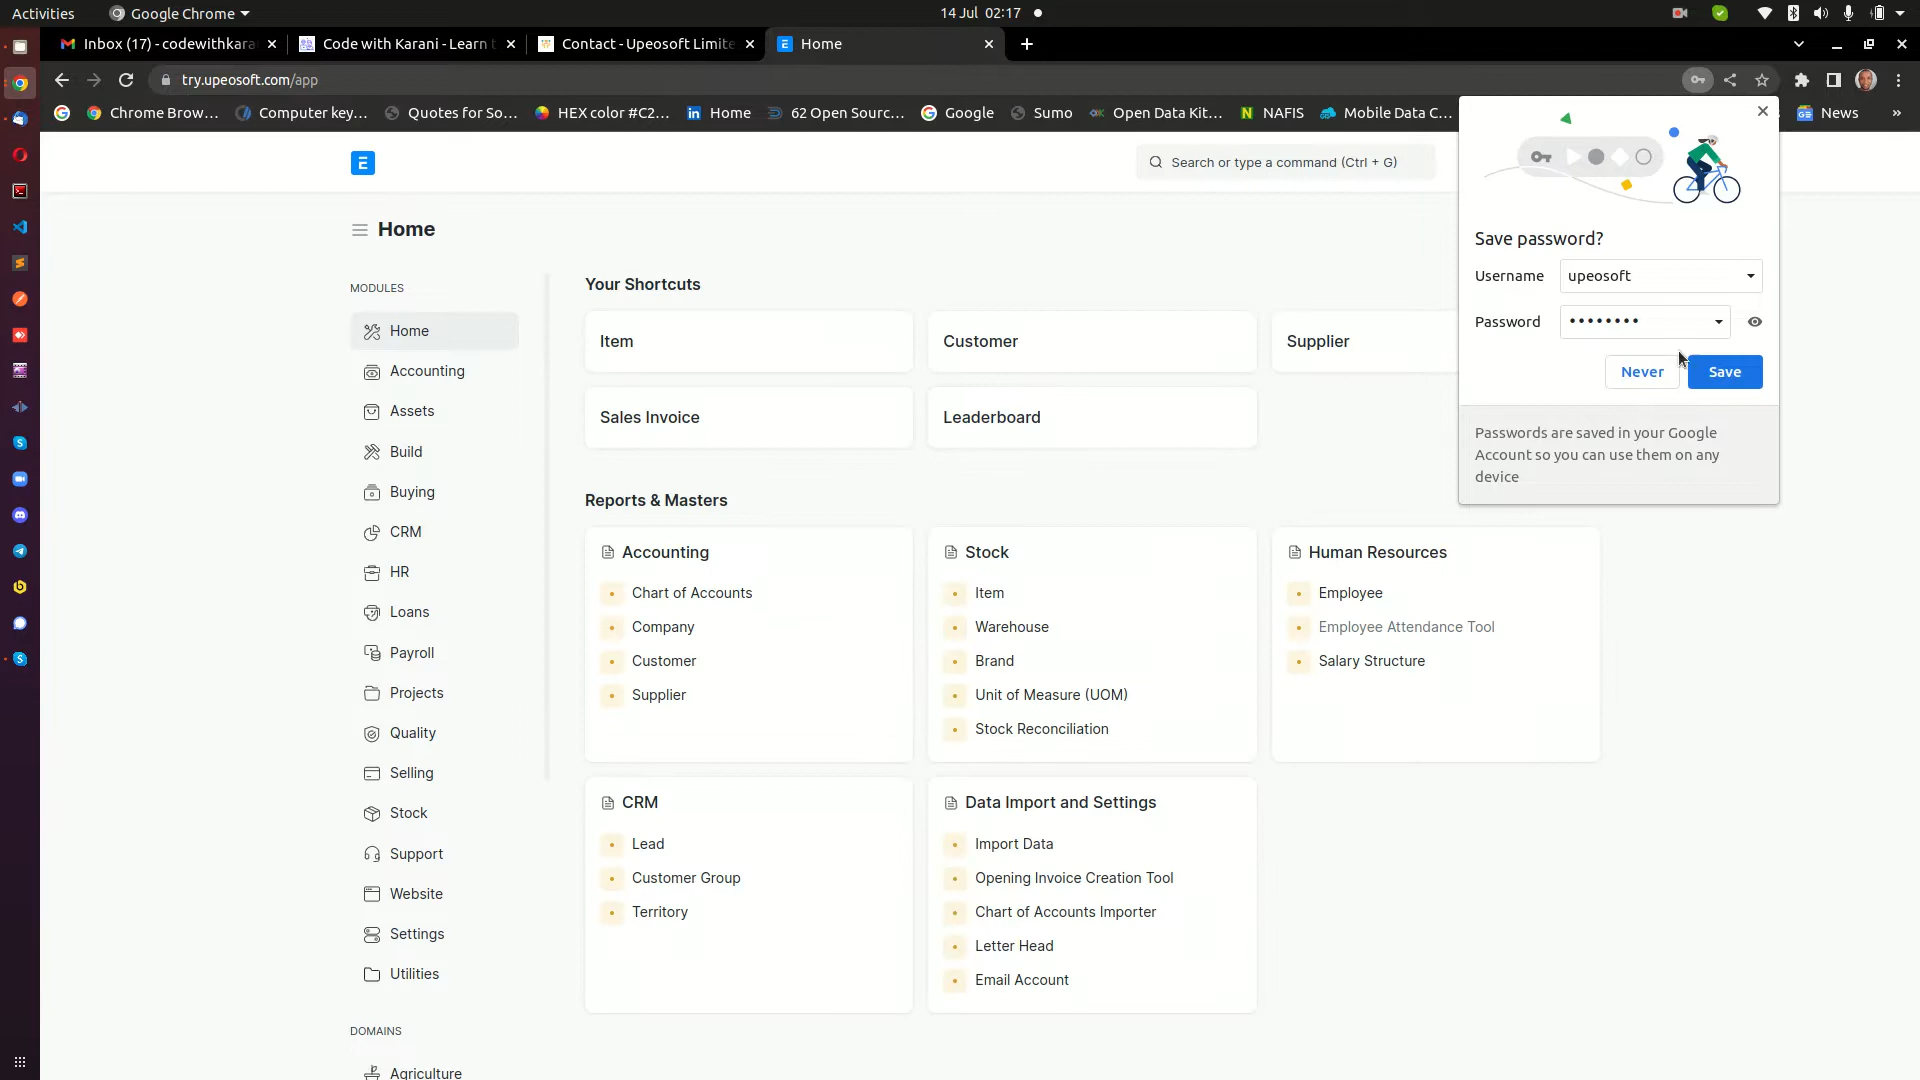 Activities
Google Chrome
14 Jul 02:17
Inbox (17) - codewithkara
Code with Karani - Learn t
Contact - Upeosoft Limite
Home
try.upeosoft.com/app
Chrome Brow...
Computer key...
Quotes for So...
HEX color #C2...
Home
62 Open Sourc...
Google
Sumo
Open Data Kit...
NAFIS
Mobile Data C...
News
»
E
Search or type a command (Ctrl + G)
Home
MODULES
Home
Accounting
Assets
Build
Buying
CRM
HR
Loans
Payroll
Projects
Quality
Selling
Stock
Support
Website
Settings
Utilities
DOMAINS
Agriculture
Your Shortcuts
Item
Customer
Supplier
Sales Invoice
Leaderboard
Reports & Masters
Accounting
Chart of Accounts
Company
Customer
Supplier
Stock
Item
Warehouse
Brand
Unit of Measure (UOM)
Stock Reconciliation
Human Resources
Employee
Employee Attendance Tool
Salary Structure
CRM
Lead
Customer Group
Territory
Data Import and Settings
Import Data
Opening Invoice Creation Tool
Chart of Accounts Importer
Letter Head
Email Account
Save password?
Username
upeosoft
Password
••••••••
Never
Save
Passwords are saved in your Google
Account so you can use them on any
device